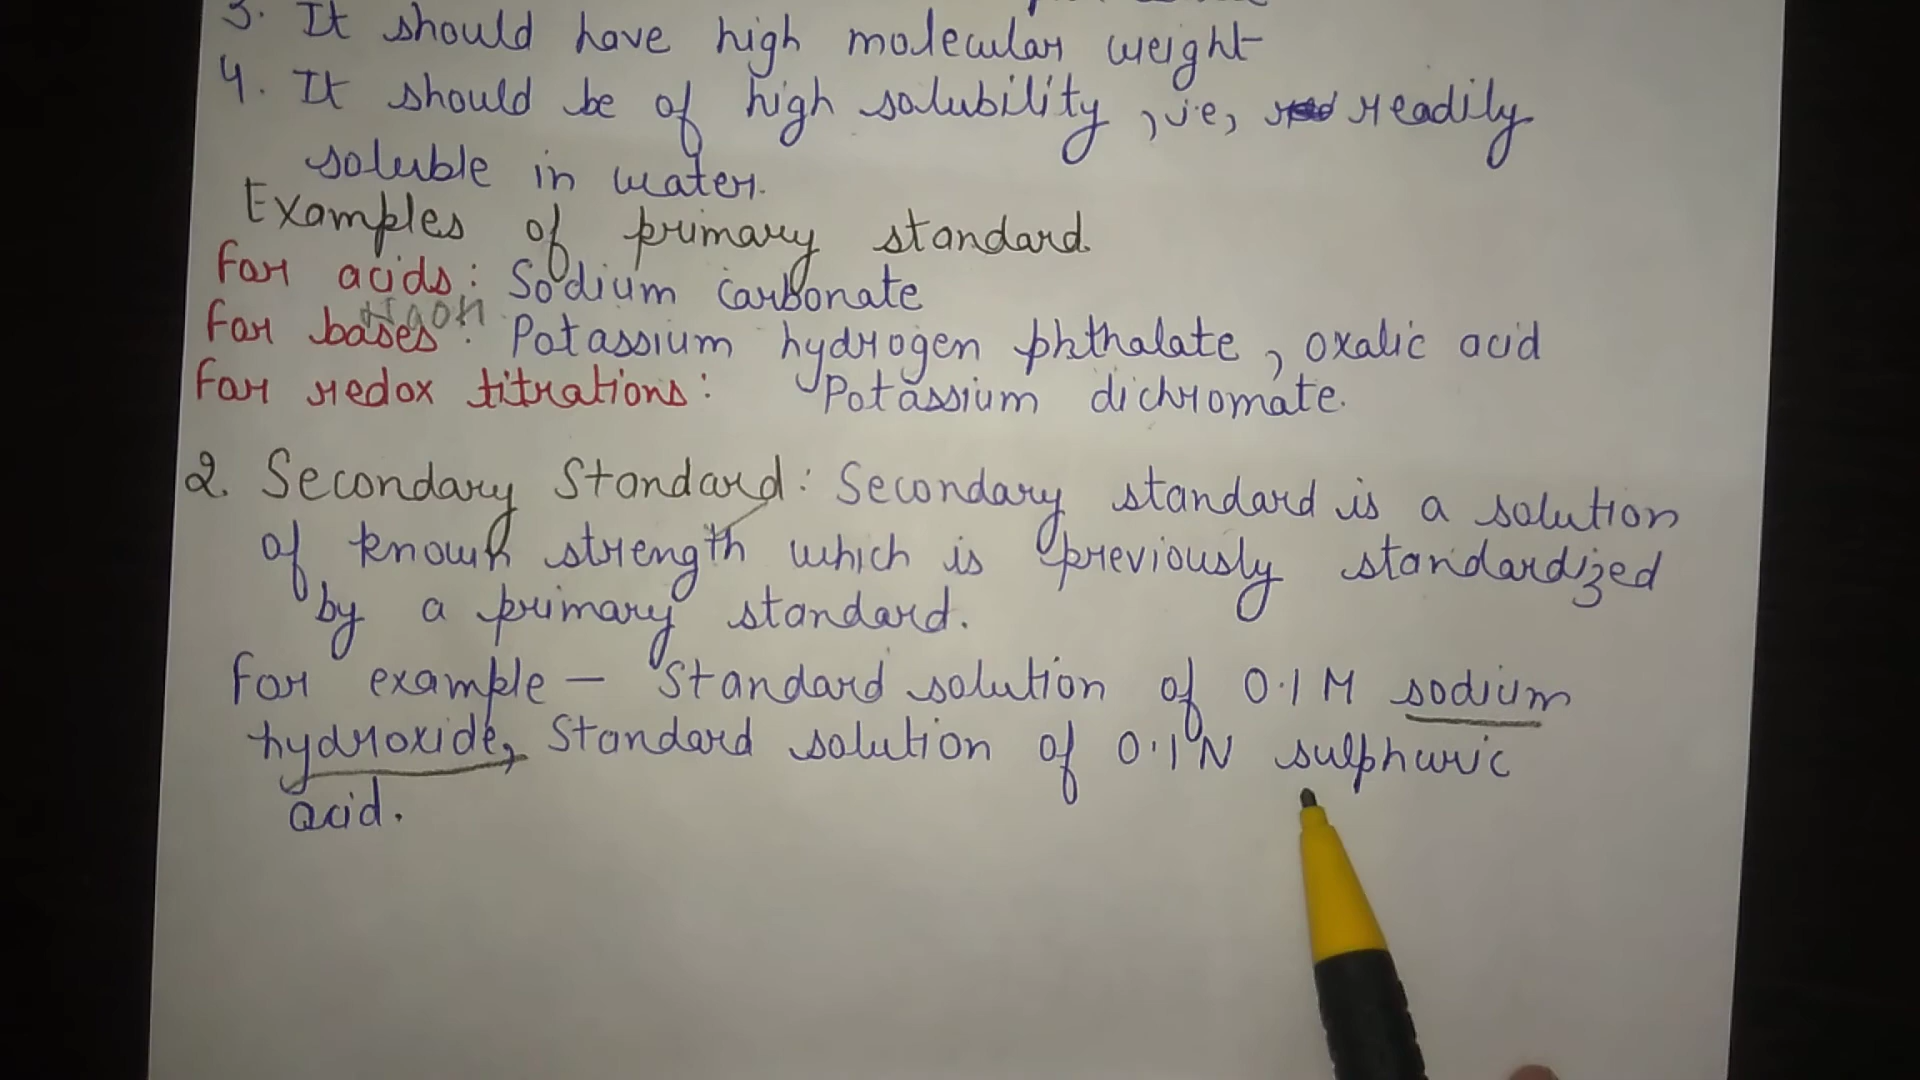 3. It should have high molecular weight
4. It should be of high solubility, i.e, readily
soluble in water.
Examples of primary standard.
For acids: Sodium carbonate
NaOH
For bases: Potassium hydrogen phthalate, oxalic acid
For redox titrations: Potassium dichromate.
2. Secondary Standard: Secondary standard is a solution
of known strength which is previously standardized
by a primary standard.
For example – Standard solution of 0.1 M sodium
hydroxide, Standard solution of 0.1 N sulphuric
acid.